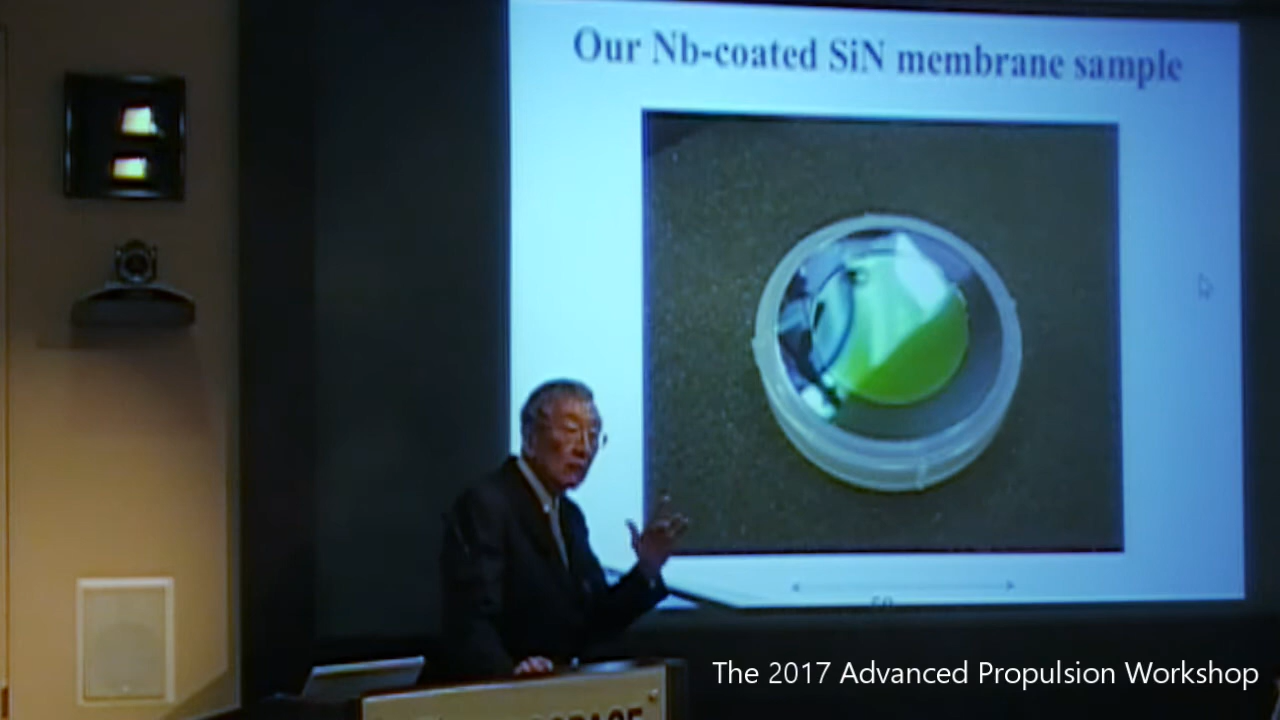 Our Nb-coated SiN membrane sample
The 2017 Advanced Propulsion Workshop